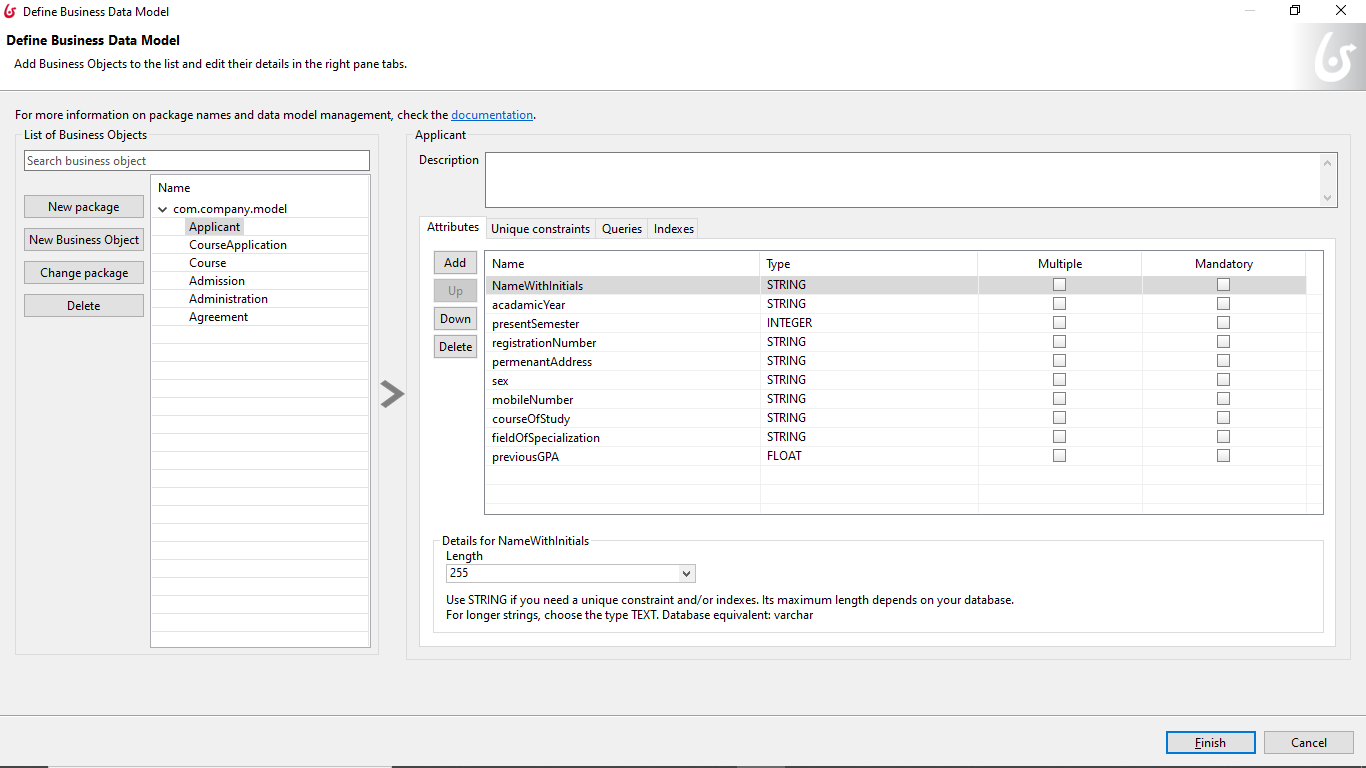 Define Business Data Model
Define Business Data Model
Add Business Objects to the list and edit their details in the right pane tabs.
For more information on package names and data model management, check the documentation.
List of Business Objects
Search business object
New package
New Business Object
Change package
Delete
Name
com.company.model
Applicant
CourseApplication
Course
Admission
Administration
Agreement
Applicant
Description
Attributes Unique constraints Queries Indexes
Add
Up
Down
Delete
Name Type Multiple Mandatory
NameWithInitials STRING
acadamicYear STRING
presentSemester INTEGER
registrationNumber STRING
permenantAddress STRING
sex STRING
mobileNumber STRING
courseOfStudy STRING
fieldOfSpecialization STRING
previousGPA FLOAT
Details for NameWithInitials
Length
255
Use STRING if you need a unique constraint and/or indexes. Its maximum length depends on your database.
For longer strings, choose the type TEXT. Database equivalent: varchar
Finish Cancel